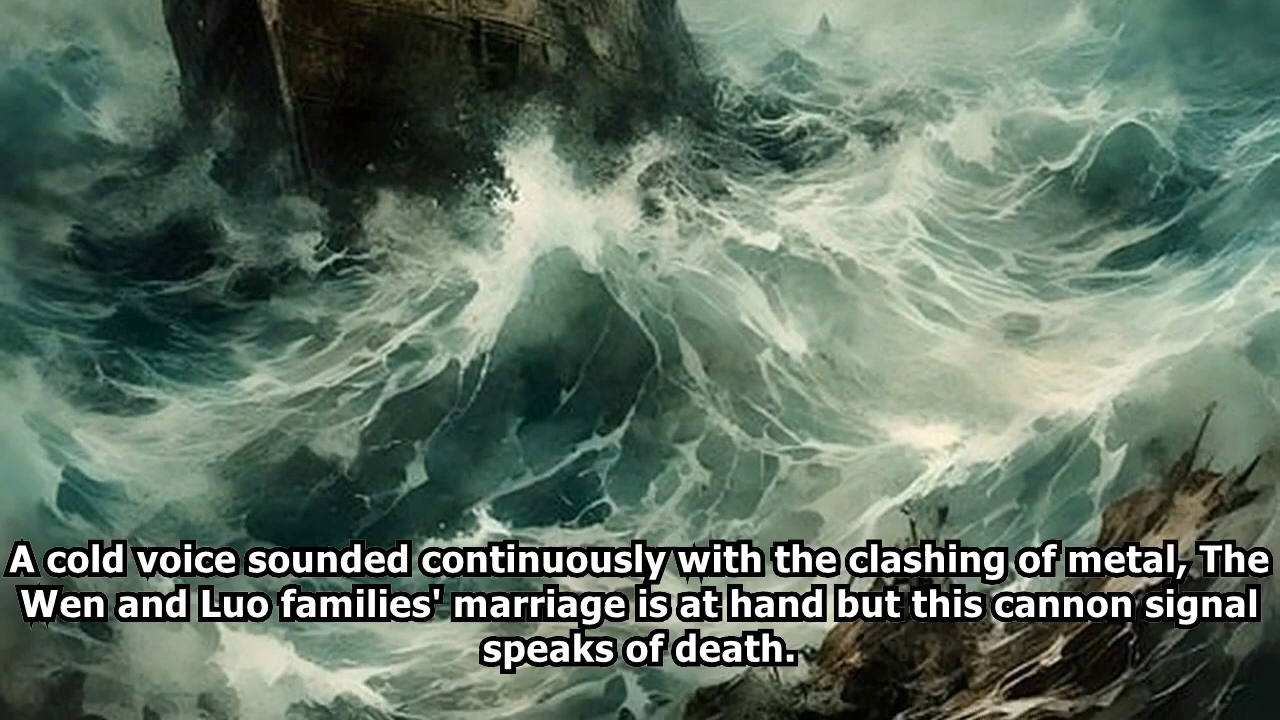 A cold voice sounded continuously with the clashing of metal, The
Wen and Luo families' marriage is at hand but this cannon signal
speaks of death.